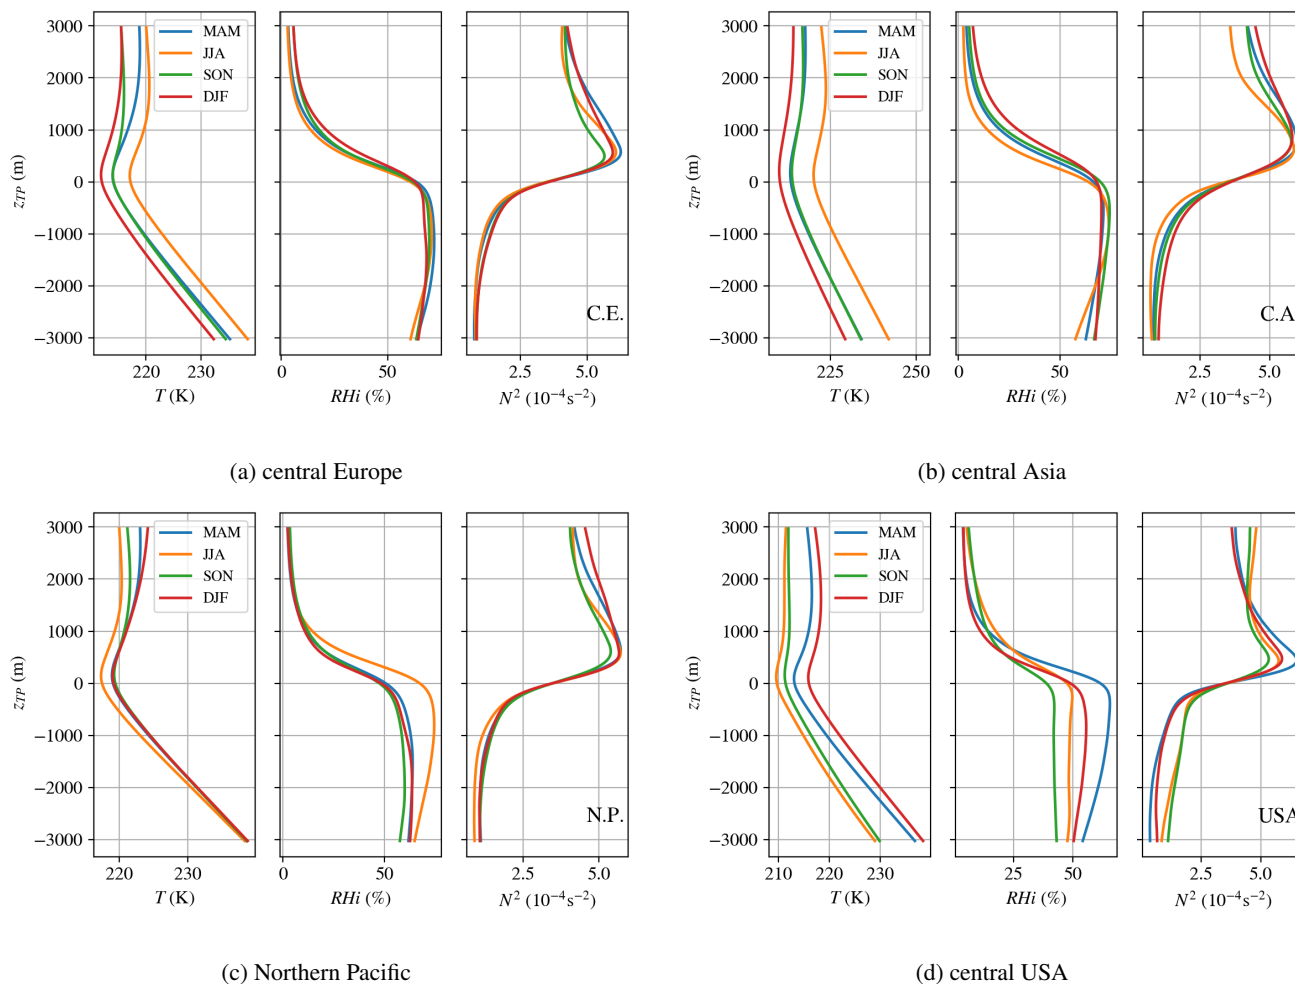 3000
2000
1000
0
−1000
−2000
−3000
z_TP (m)
MAM
JJA
SON
DJF
220 230
T (K)
0 50
RHi (%)
C.E.
2.5 5.0
N² (10⁻⁴s⁻²)
(a) central Europe
3000
2000
1000
0
−1000
−2000
−3000
z_TP (m)
MAM
JJA
SON
DJF
225 250
T (K)
0 50
RHi (%)
C.A
2.5 5.0
N² (10⁻⁴s⁻²)
(b) central Asia
3000
2000
1000
0
−1000
−2000
−3000
z_TP (m)
MAM
JJA
SON
DJF
220 230
T (K)
0 50
RHi (%)
N.P.
2.5 5.0
N² (10⁻⁴s⁻²)
(c) Northern Pacific
3000
2000
1000
0
−1000
−2000
−3000
z_TP (m)
MAM
JJA
SON
DJF
210 220 230
T (K)
25 50
RHi (%)
USA
2.5 5.0
N² (10⁻⁴s⁻²)
(d) central USA